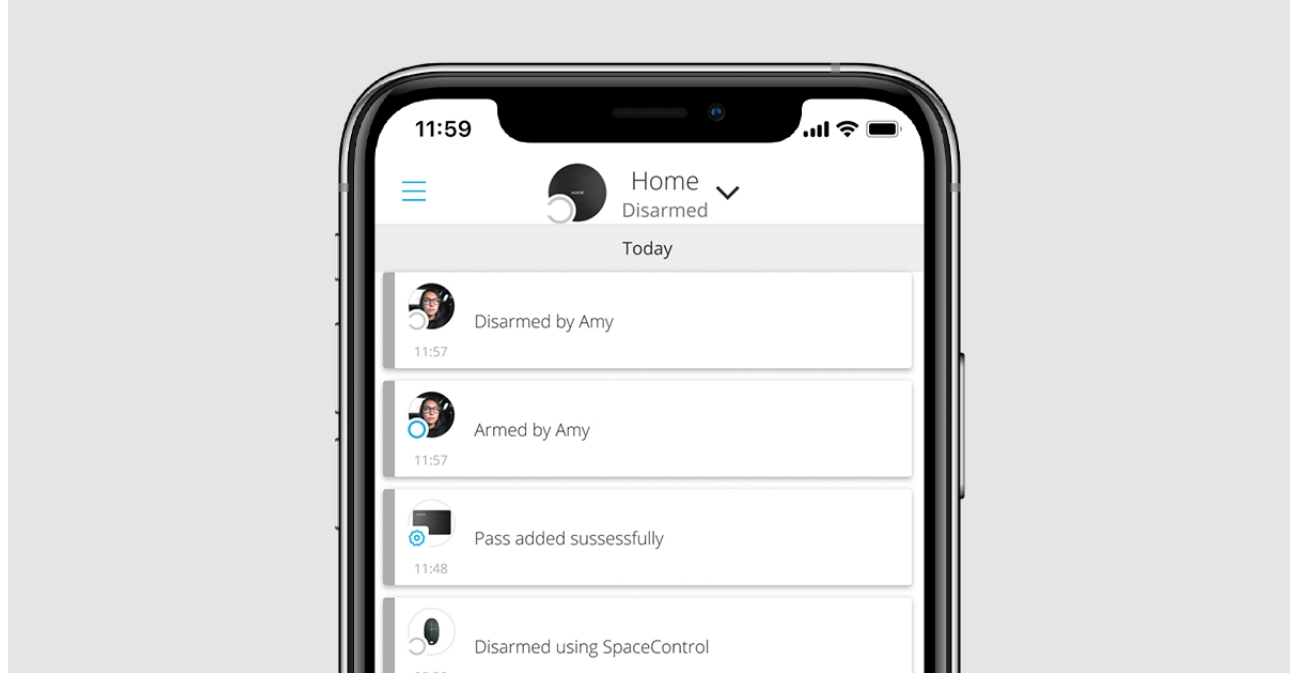 11:59
AJAX
Home
Disarmed
Today
Disarmed by Amy
11:57
Armed by Amy
11:57
Pass added sussessfully
11:48
Disarmed using SpaceControl